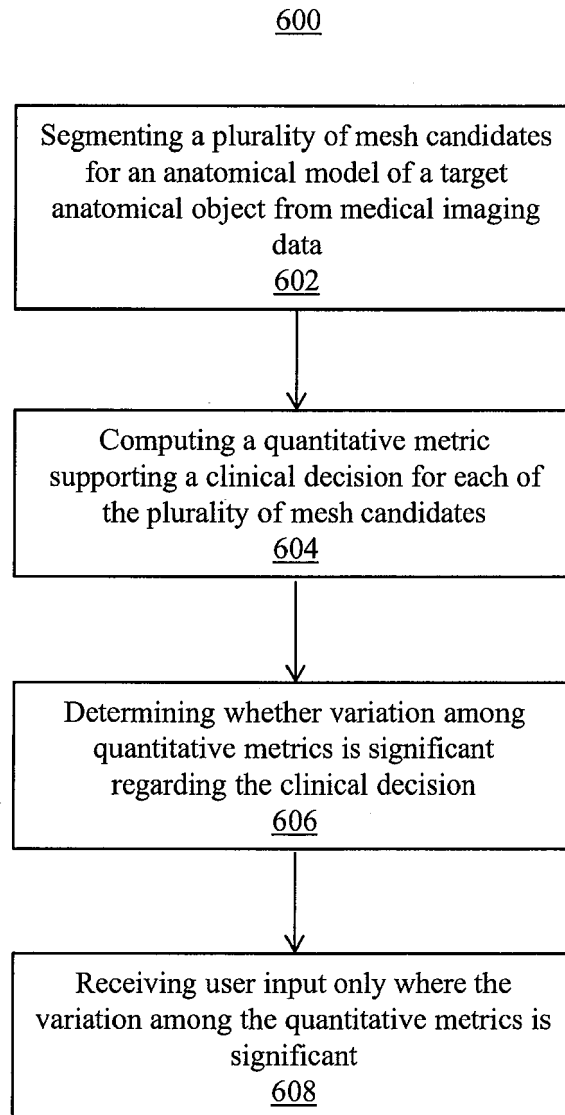 600
Segmenting a plurality of mesh candidates
for an anatomical model of a target
anatomical object from medical imaging
data
602
Computing a quantitative metric
supporting a clinical decision for each of
the plurality of mesh candidates
604
Determining whether variation among
quantitative metrics is significant
regarding the clinical decision
606
Receiving user input only where the
variation among the quantitative metrics is
significant
608